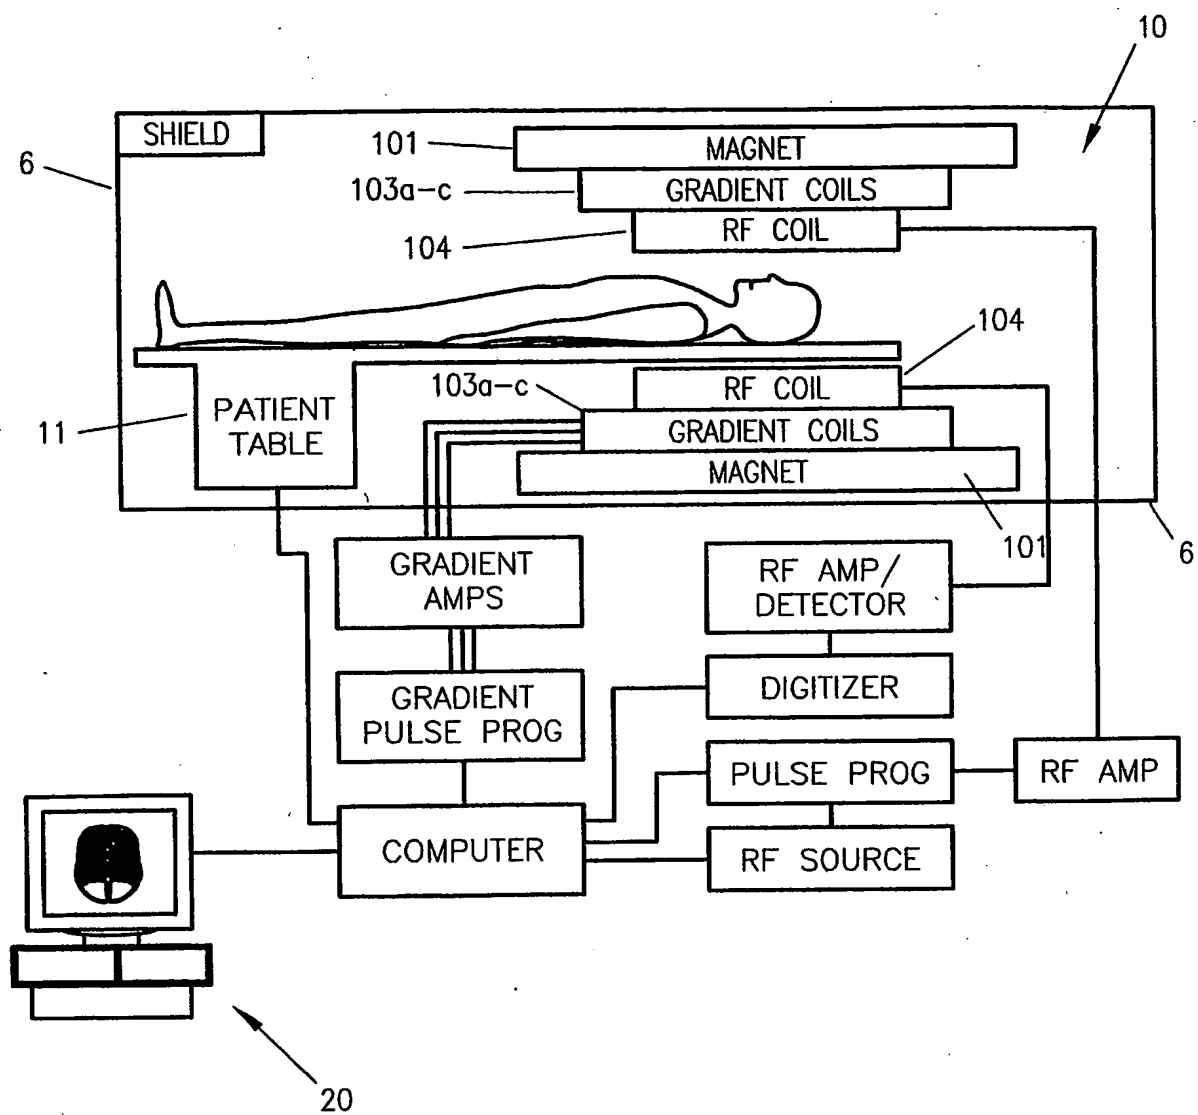 10
SHIELD
101
MAGNET
6
103a-c
GRADIENT COILS
104
RF COIL
104
103a-c
RF COIL
11
PATIENT
TABLE
GRADIENT COILS
MAGNET
101
6
GRADIENT
AMPS
RF AMP/
DETECTOR
GRADIENT
PULSE PROG
DIGITIZER
PULSE PROG
RF AMP
COMPUTER
RF SOURCE
20